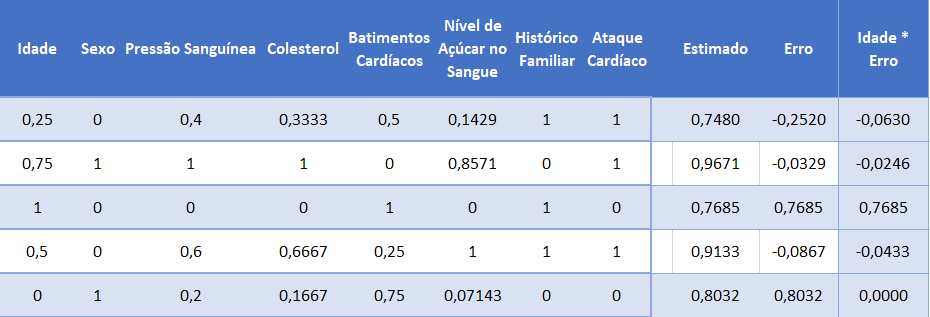 Idade Sexo Pressão Sanguínea Colesterol Batimentos Cardíacos Nível de Açúcar no Sangue Histórico Familiar Ataque Cardíaco Estimado Erro Idade * Erro
0,25 0 0,4 0,3333 0,5 0,1429 1 1 0,7480 -0,2520 -0,0630
0,75 1 1 1 0 0,8571 0 1 0,9671 -0,0329 -0,0246
1 0 0 0 1 0 1 0 0,7685 0,7685 0,7685
0,5 0 0,6 0,6667 0,25 1 1 1 0,9133 -0,0867 -0,0433
0 1 0,2 0,1667 0,75 0,07143 0 0 0,8032 0,8032 0,0000